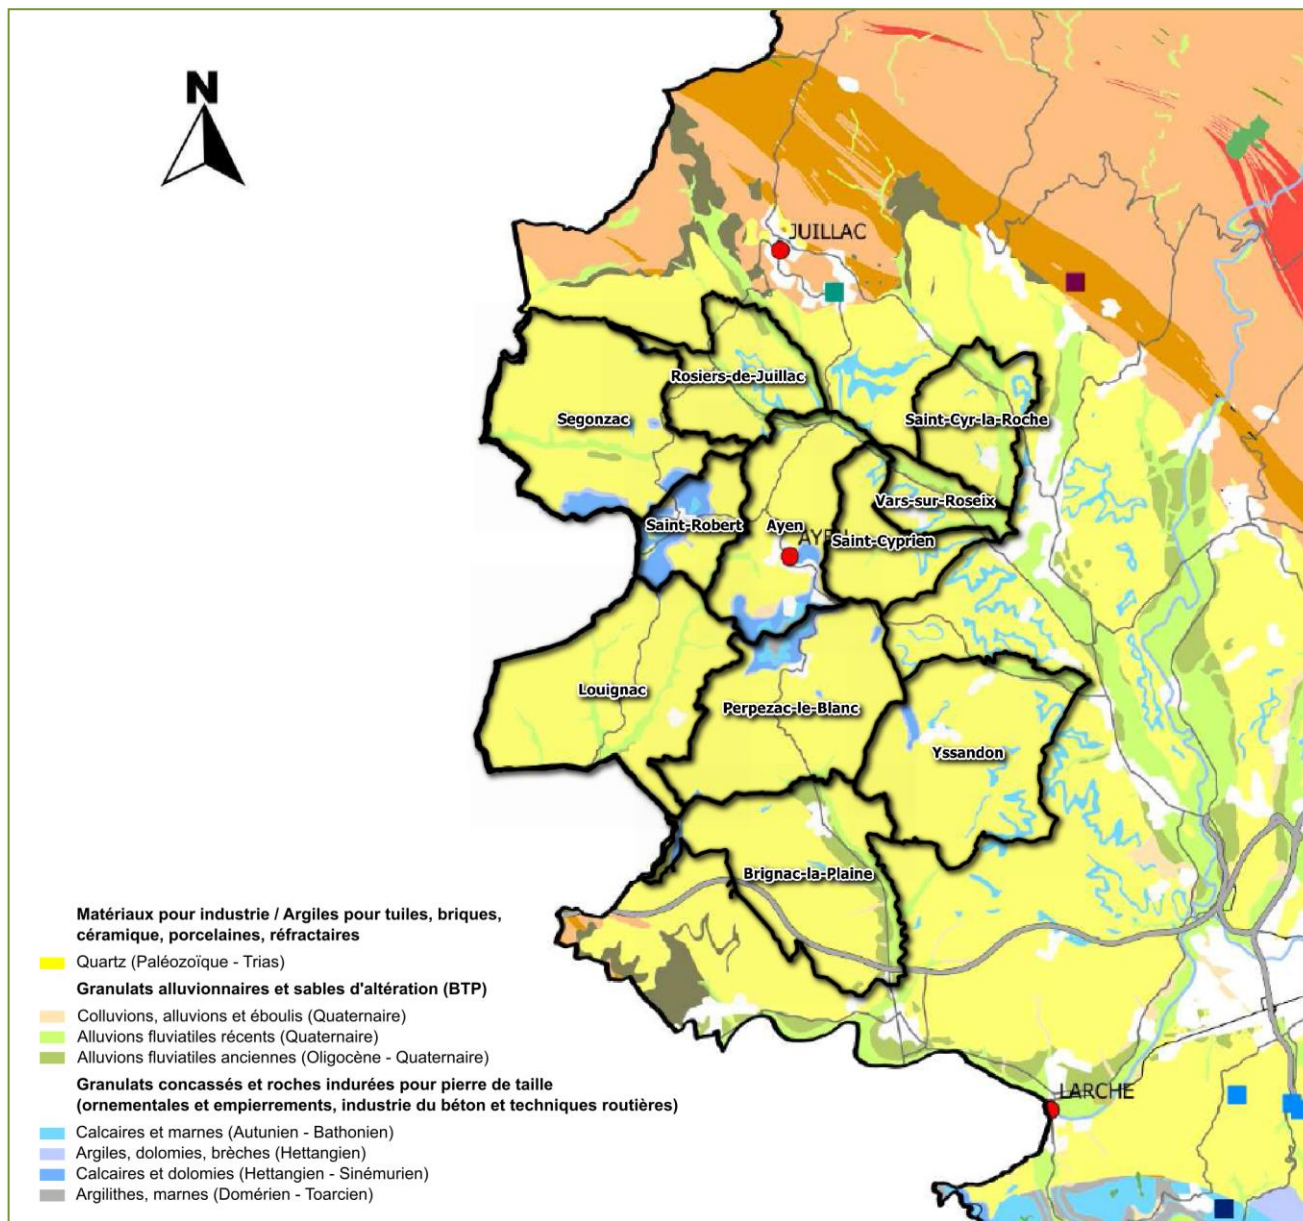 N
JUILLAC
Rosiers-de-Juillac
Segonzac
Saint-Cyr-la-Roche
Vars-sur-Roseix
Saint-Robert
Ayen
Saint-Cyprien
Louignac
Perpezac-le-Blanc
Yssandon
Brignac-la-Plaine
LARCHE
Matériaux pour industrie / Argiles pour tuiles, briques,
céramique, porcelaines, réfractaires
Quartz (Paléozoïque - Trias)
Granulats alluvionnaires et sables d'altération (BTP)
Colluvions, alluvions et éboulis (Quaternaire)
Alluvions fluviatiles récents (Quaternaire)
Alluvions fluviatiles anciennes (Oligocène - Quaternaire)
Granulats concassés et roches indurées pour pierre de taille
(ornementales et empierrements, industrie du béton et techniques routières)
Calcaires et marnes (Autunien - Bathonien)
Argiles, dolomies, brèches (Hettangien)
Calcaires et dolomies (Hettangien - Sinémurien)
Argilithes, marnes (Domérien - Toarcien)